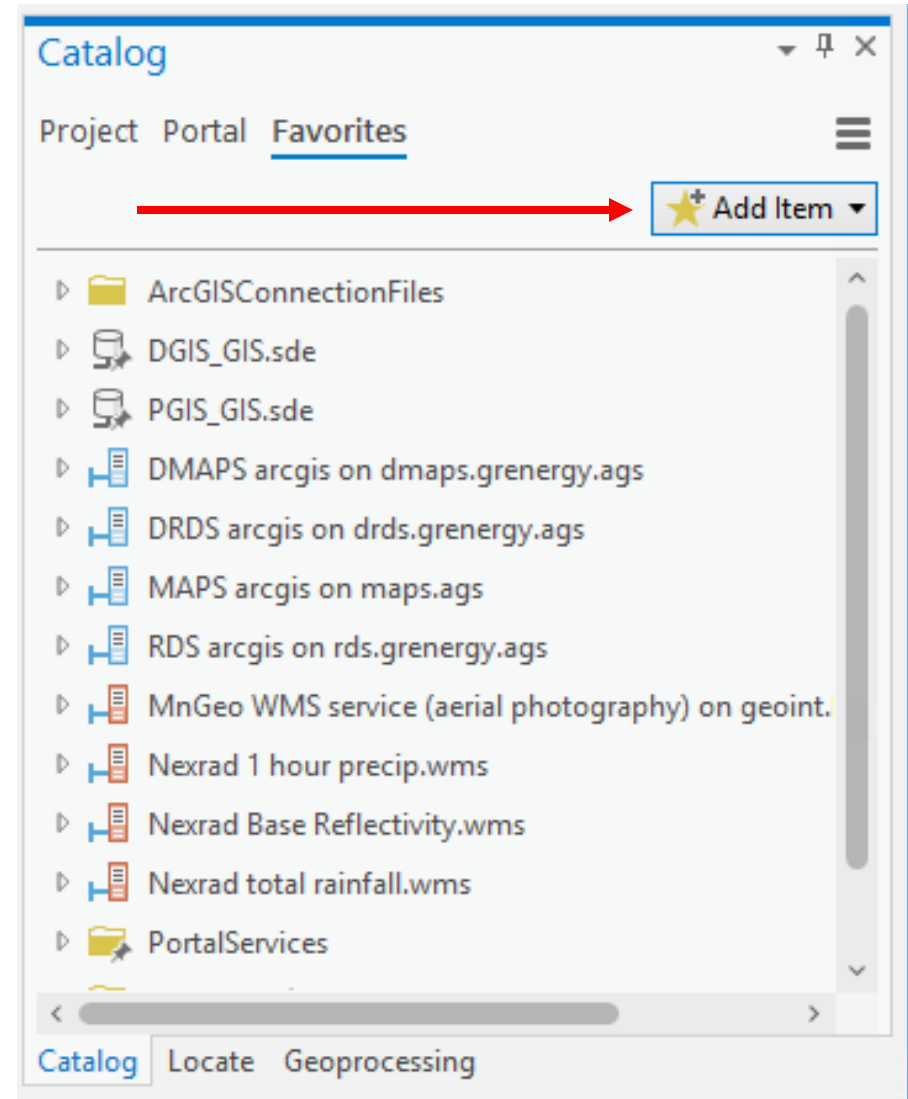 Catalog
Project Portal Favorites
Add Item
ArcGISConnectionFiles
DGIS_GIS.sde
PGIS_GIS.sde
DMAPS arcgis on dmaps.grenergy.ags
DRDS arcgis on drds.grenergy.ags
MAPS arcgis on maps.ags
RDS arcgis on rds.grenergy.ags
MnGeo WMS service (aerial photography) on geoint.
Nexrad 1 hour precip.wms
Nexrad Base Reflectivity.wms
Nexrad total rainfall.wms
PortalServices
Catalog Locate Geoprocessing